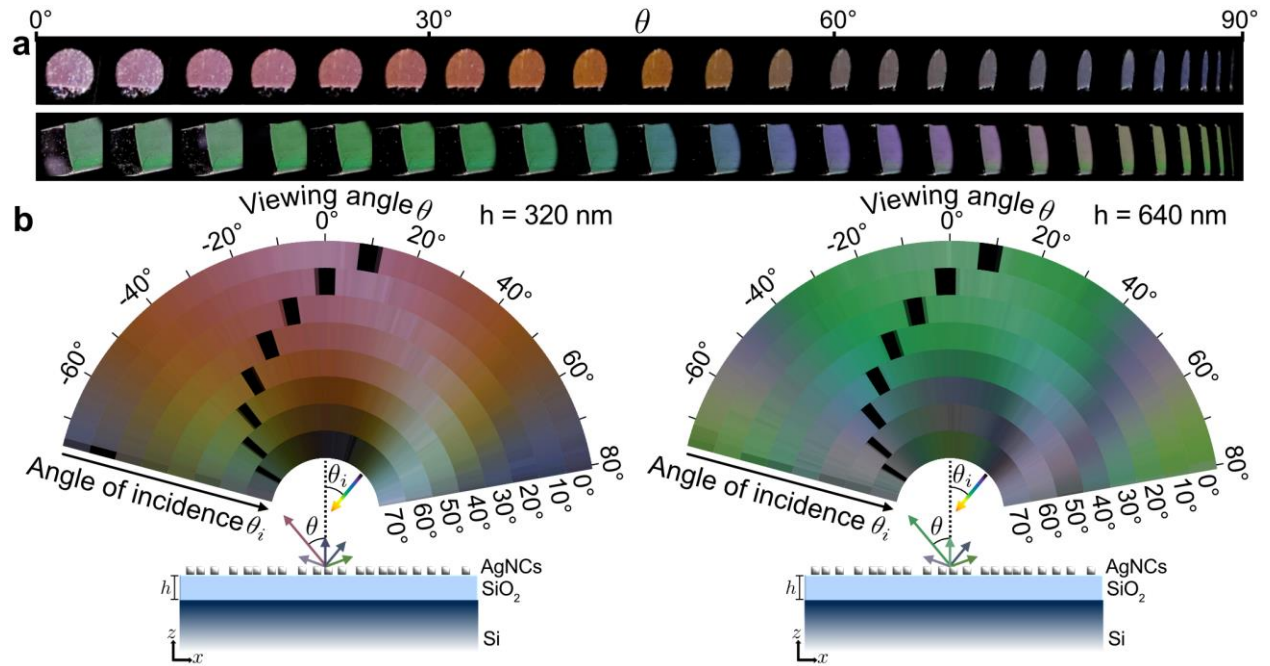 0° 30° θ 60° 90°
a
b
Viewing angle θ
h = 320 nm
-60° -40° -20° 0° 20° 40° 60° 80°
0° 10° 20° 30° 40° 50° 60° 70°
Angle of incidence θi
θi
θ
AgNCs
h
SiO2
Si
z
x
Viewing angle θ
h = 640 nm
-60° -40° -20° 0° 20° 40° 60° 80°
0° 10° 20° 30° 40° 50° 60° 70°
Angle of incidence θi
θi
θ
AgNCs
h
SiO2
Si
z
x